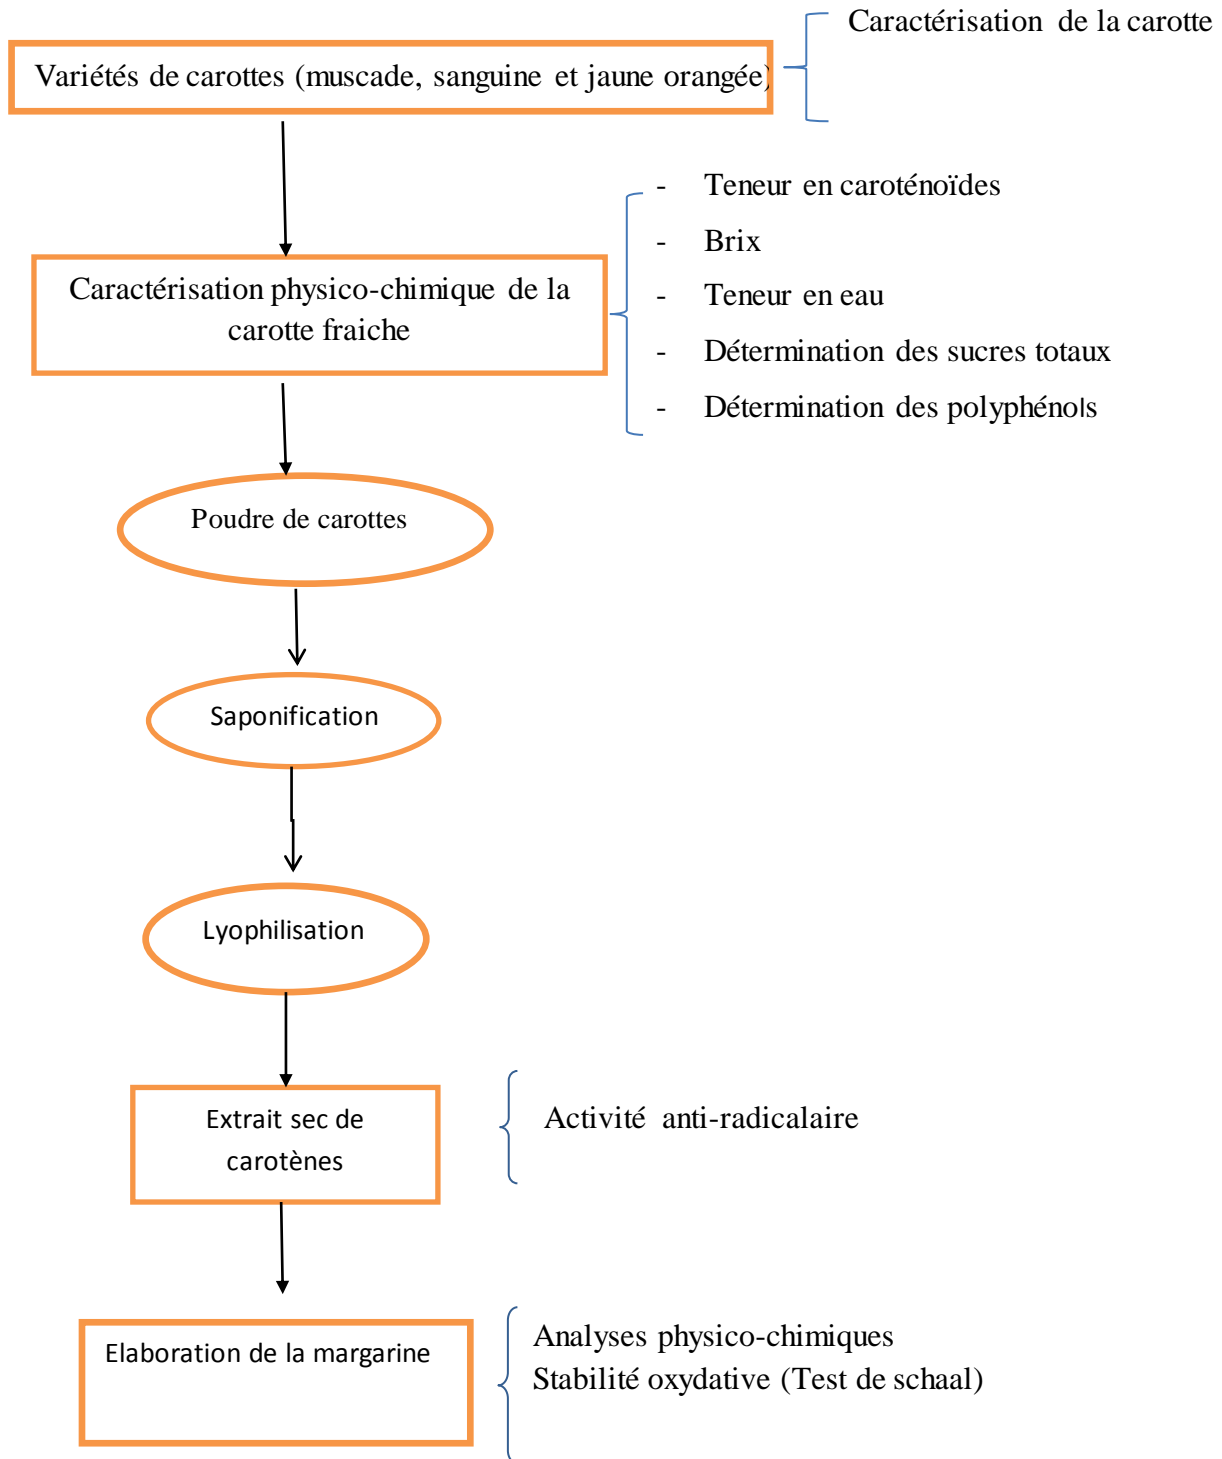 Caractérisation de la carotte
Variétés de carottes (muscade, sanguine et jaune orangée)
- Teneur en caroténoïdes
- Brix
Caractérisation physico-chimique de la
carotte fraiche
- Teneur en eau
- Détermination des sucres totaux
- Détermination des polyphénols
Poudre de carottes
Saponification
Lyophilisation
Extrait sec de
carotènes
Activité anti-radicalaire
Elaboration de la margarine
Analyses physico-chimiques
Stabilité oxydative (Test de schaal)